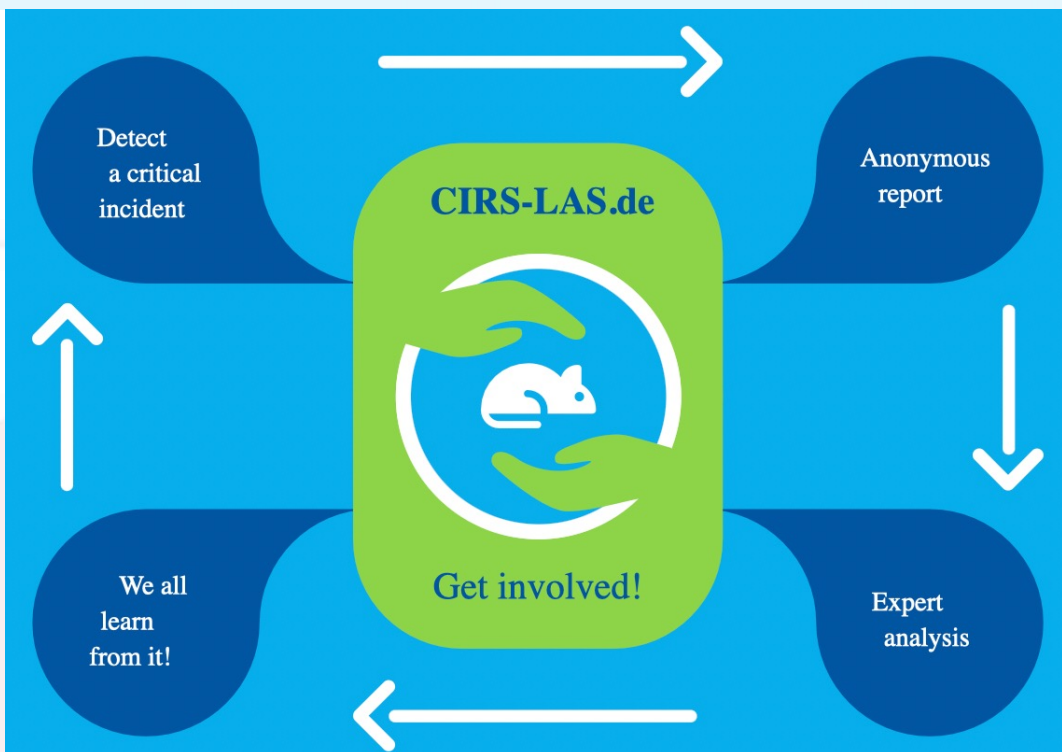 Detect
a critical
incident
Anonymous
report
CIRS-LAS.de
Get involved!
We all
learn
from it!
Expert
analysis